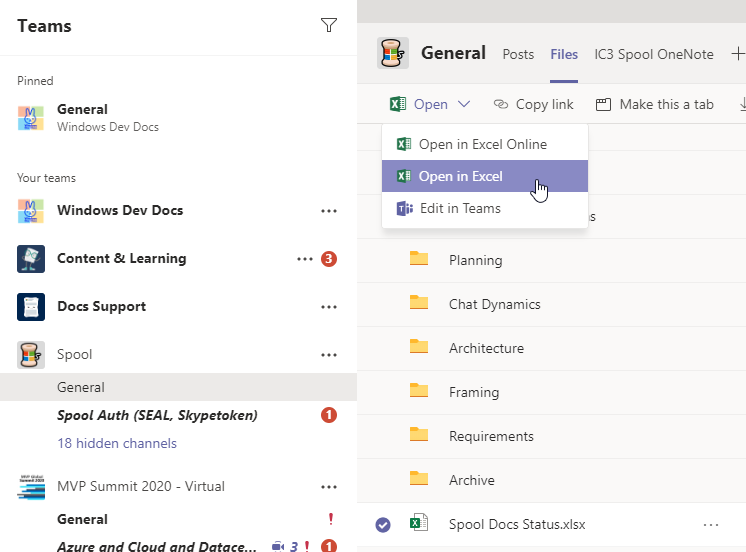 Teams
Pinned
General
Windows Dev Docs
Your teams
Windows Dev Docs
Content & Learning
3
Docs Support
Spool
General
Spool Auth (SEAL, Skypetoken)
1
18 hidden channels
MVP Summit 2020 - Virtual
General
Azure and Cloud and Datace...
3
1
General
Posts
Files
IC3 Spool OneNote
Open
Copy link
Make this a tab
Open in Excel Online
Open in Excel
Edit in Teams
Planning
Chat Dynamics
Architecture
Framing
Requirements
Archive
Spool Docs Status.xlsx